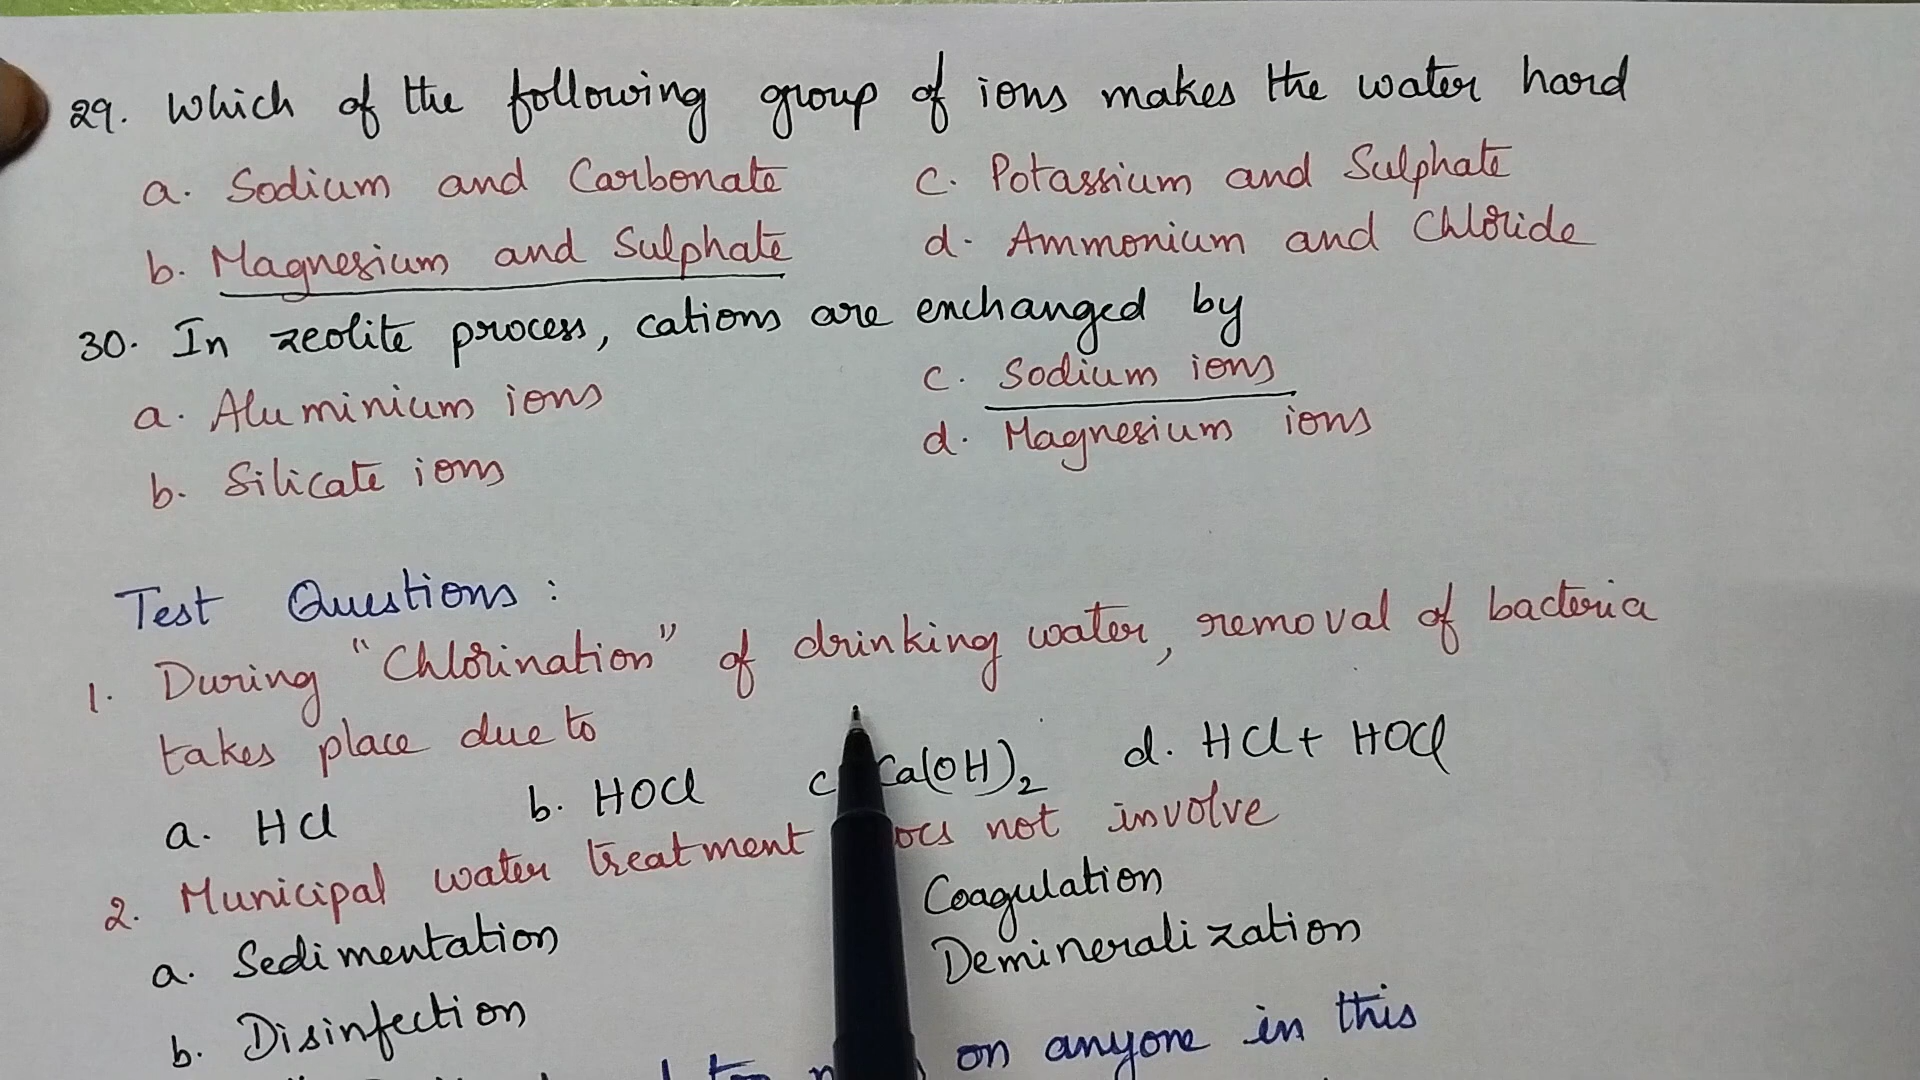 29. Which of the following group of ions makes the water hard
a. Sodium and Carbonate c. Potassium and Sulphate
b. Magnesium and Sulphate d. Ammonium and Chloride
30. In zeolite process, cations are enchanged by
a. Aluminium ions c. Sodium ions
b. Silicate ions d. Magnesium ions
Test Questions:
1. During "Chlorination" of drinking water, removal of bacteria
takes place due to
a. HCl b. HOCl c. Ca(OH)2 d. HCl + HOCl
2. Municipal water treatment not involve
a. Sedimentation Coagulation
b. Disinfection Demineralization
on anyone in this